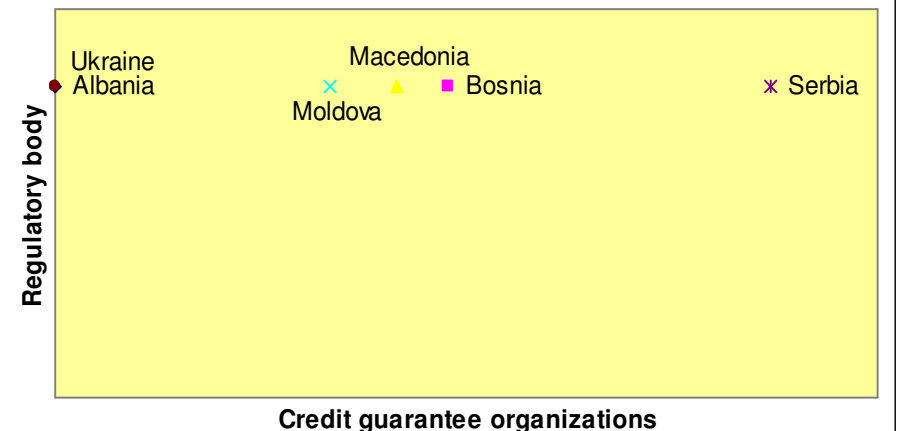 Ukraine
Macedonia
Albania
Bosnia
Serbia
Moldova
Regulatory body
Credit guarantee organizations